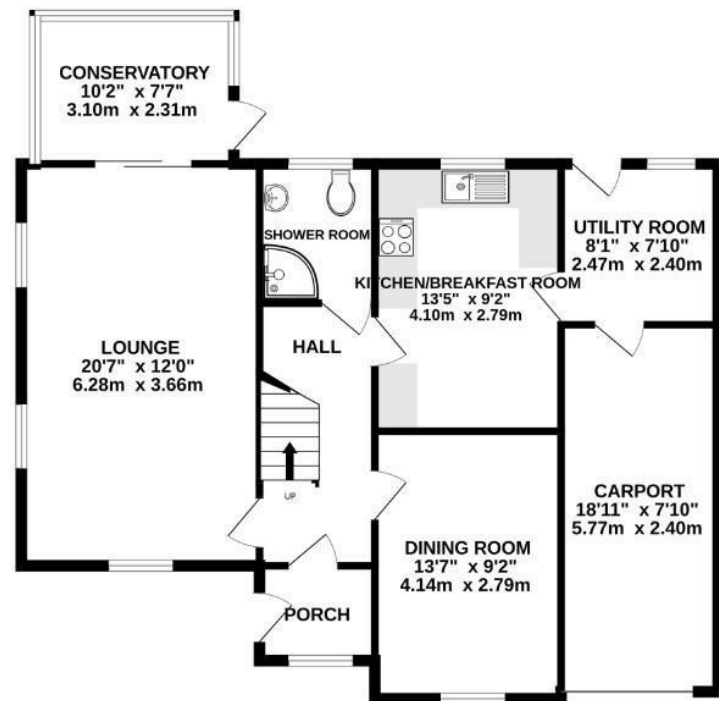 CONSERVATORY
10'2" x 7'7"
3.10m x 2.31m
SHOWER ROOM
UTILITY ROOM
8'1" x 7'10"
2.47m x 2.40m
KITCHEN/BREAKFAST ROOM
13'5" x 9'2"
4.10m x 2.79m
LOUNGE
20'7" x 12'0"
6.28m x 3.66m
HALL
UP
CARPORT
18'11" x 7'10"
5.77m x 2.40m
DINING ROOM
13'7" x 9'2"
4.14m x 2.79m
PORCH